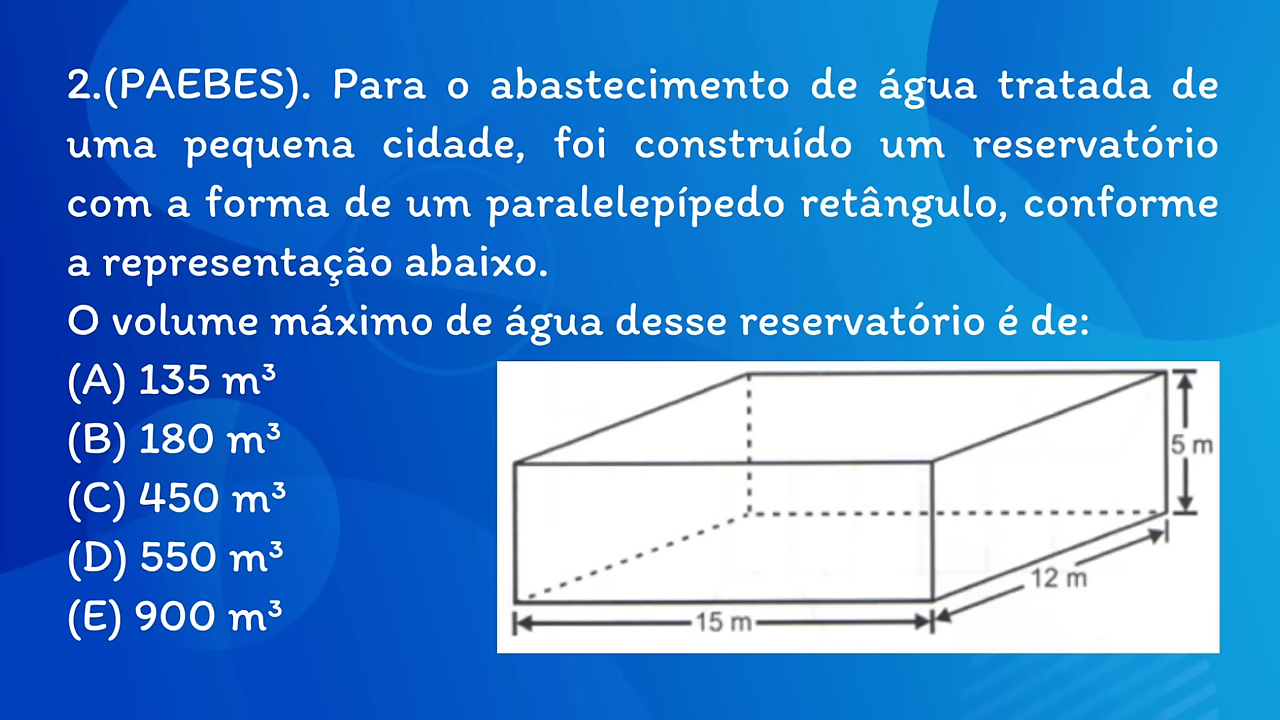 2.(PAEBES). Para o abastecimento de água tratada de
uma pequena cidade, foi construído um reservatório
com a forma de um paralelepípedo retângulo, conforme
a representação abaixo.
O volume máximo de água desse reservatório é de:
(A) 135 m³
(B) 180 m³
(C) 450 m³
(D) 550 m³
(E) 900 m³
5 m
12 m
15 m